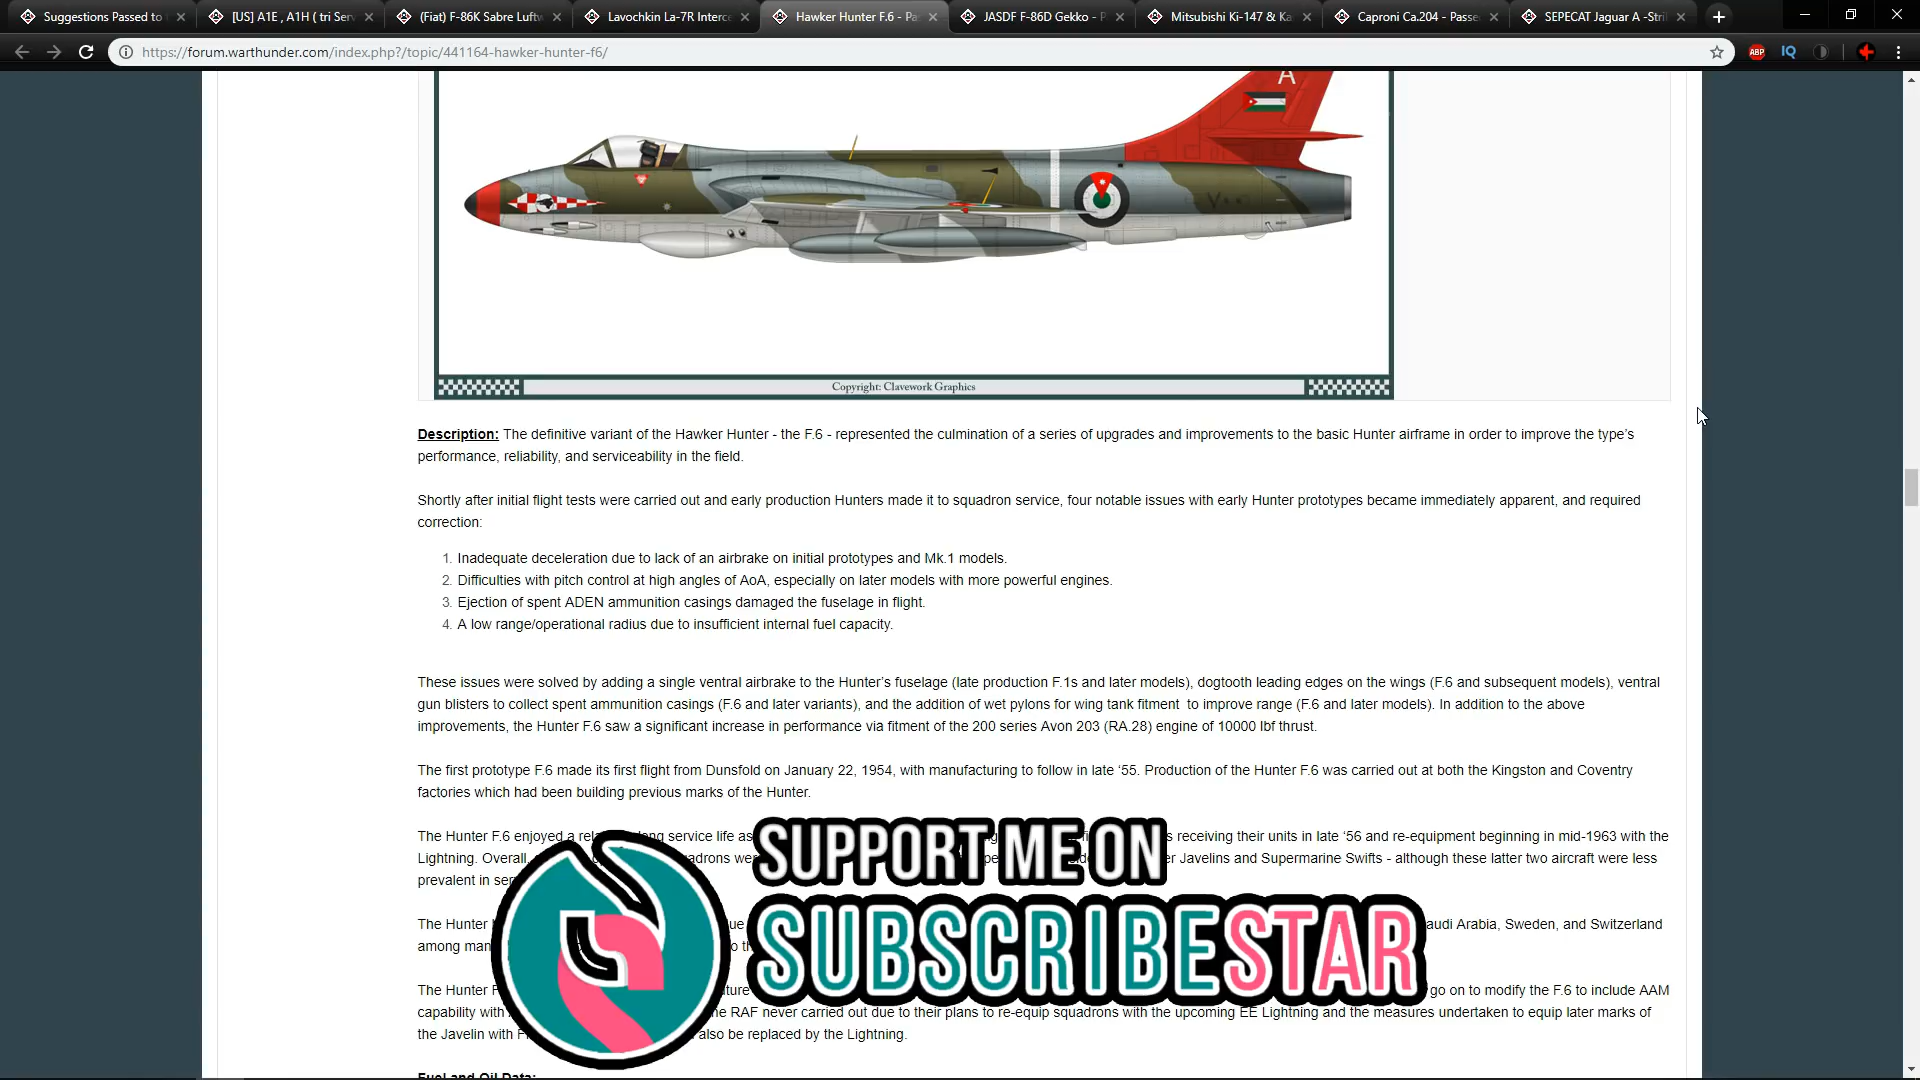 Suggestions Passed to
[US] A1E , A1H ( tri Serv
(Fiat) F-86K Sabre Luftw
Lavochkin La-7R Interce
Hawker Hunter F.6 - Pa
JASDF F-86D Gekko - P
Mitsubishi Ki-147 & Ka
Caproni Ca.204 - Passe
SEPECAT Jaguar A -Stri
https://forum.warthunder.com/index.php?/topic/441164-hawker-hunter-f6/
ABP
IQ
A
Copyright: Clavework Graphics
Description: The definitive variant of the Hawker Hunter - the F.6 - represented the culmination of a series of upgrades and improvements to the basic Hunter airframe in order to improve the type's
performance, reliability, and serviceability in the field.
Shortly after initial flight tests were carried out and early production Hunters made it to squadron service, four notable issues with early Hunter prototypes became immediately apparent, and required
correction:
1. Inadequate deceleration due to lack of an airbrake on initial prototypes and Mk.1 models.
2. Difficulties with pitch control at high angles of AoA, especially on later models with more powerful engines.
3. Ejection of spent ADEN ammunition casings damaged the fuselage in flight.
4. A low range/operational radius due to insufficient internal fuel capacity.
These issues were solved by adding a single ventral airbrake to the Hunter's fuselage (late production F.1s and later models), dogtooth leading edges on the wings (F.6 and subsequent models), ventral
gun blisters to collect spent ammunition casings (F.6 and later variants), and the addition of wet pylons for wing tank fitment to improve range (F.6 and later models). In addition to the above
improvements, the Hunter F.6 saw a significant increase in performance via fitment of the 200 series Avon 203 (RA.28) engine of 10000 lbf thrust.
The first prototype F.6 made its first flight from Dunsfold on January 22, 1954, with manufacturing to follow in late '55. Production of the Hunter F.6 was carried out at both the Kingston and Coventry
factories which had been building previous marks of the Hunter.
The Hunter F.6 enjoyed a long service life as receiving their units in late '56 and re-equipment beginning in mid-1963 with the
Lightning. Overall, Javelins and Supermarine Swifts - although these latter two aircraft were less
prevalent in
The Hunter Saudi Arabia, Sweden, and Switzerland
among
The Hunter go on to modify the F.6 to include AAM
capability with RAF never carried out due to their plans to re-equip squadrons with the upcoming EE Lightning and the measures undertaken to equip later marks of
the Javelin with also be replaced by the Lightning.
Fuel and Oil Data:
SUPPORT ME ON
SUBSCRIBESTAR